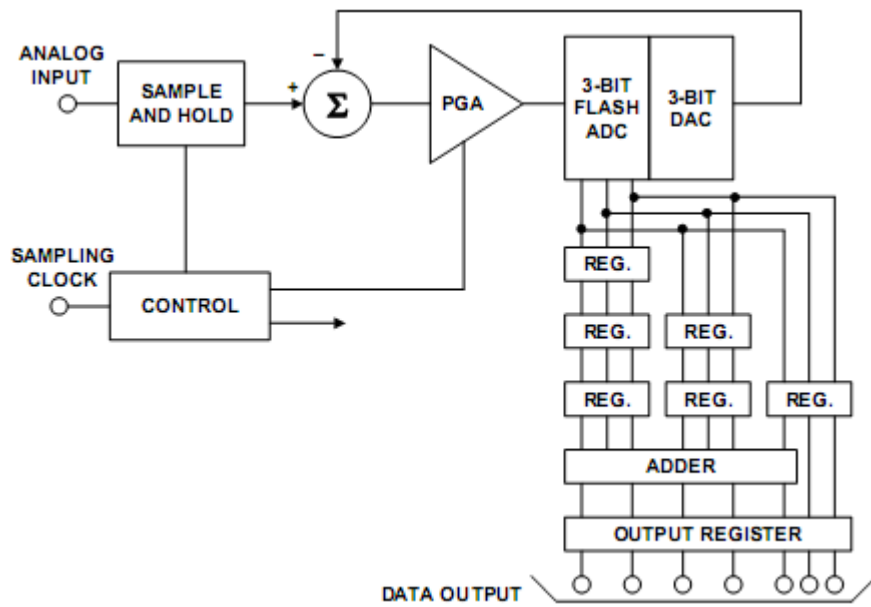 ANALOG
INPUT
SAMPLE
AND HOLD
+
–
Σ
PGA
3-BIT
FLASH
ADC
3-BIT
DAC
SAMPLING
CLOCK
CONTROL
REG.
REG.
REG.
REG.
REG.
REG.
ADDER
OUTPUT REGISTER
DATA OUTPUT